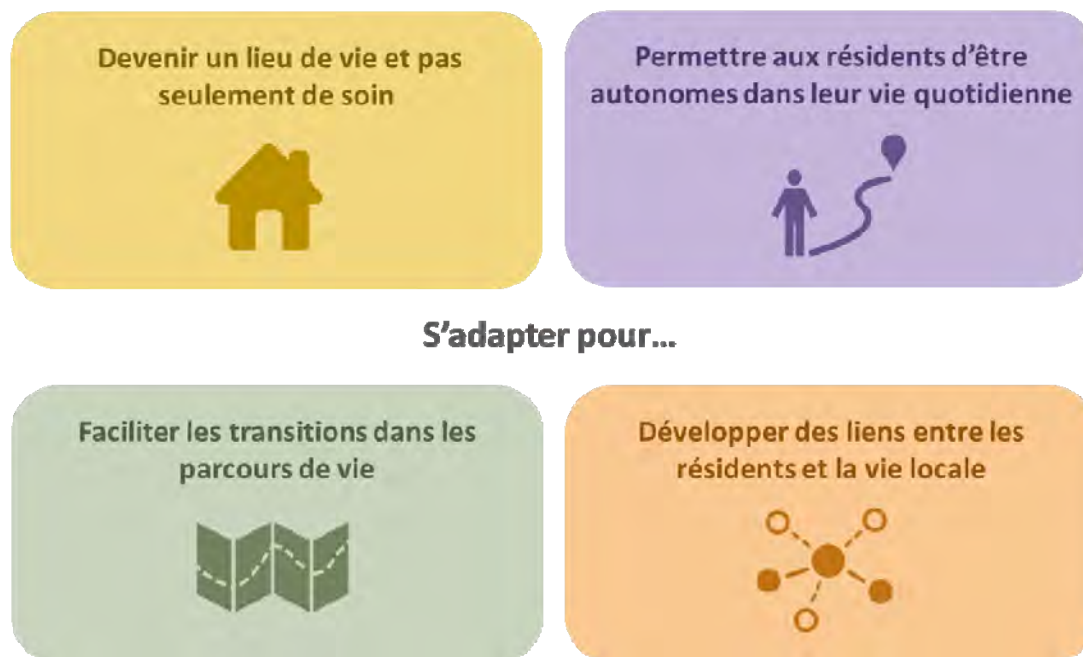 Devenir un lieu de vie et pas
seulement de soin
Permettre aux résidents d’être
autonomes dans leur vie quotidienne
S’adapter pour…
Faciliter les transitions dans les
parcours de vie
Développer des liens entre les
résidents et la vie locale